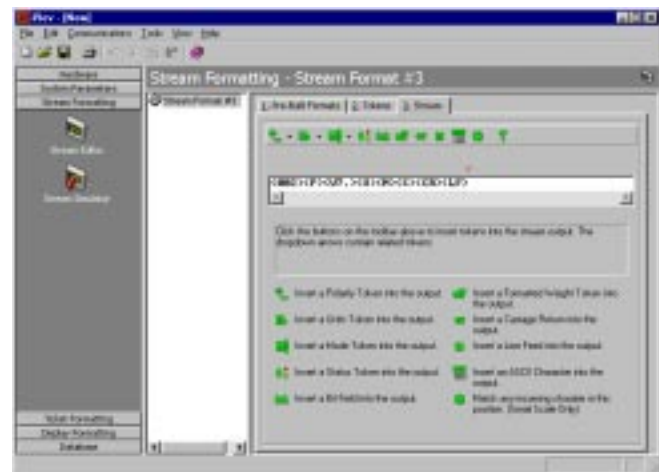 iRev - [New]
File Edit Communications Tools View Help
Hardware
System Parameters
Stream Formatting
Stream Editor
Stream Simulator
Ticket Formatting
Display Formatting
Database
Stream Formatting - Stream Format #3
Stream Format #3
1. Pre-Built Formats 2. Tokens 3. Stream
Click the buttons on the toolbar above to insert tokens into the stream output. The
dropdown arrows contain related tokens.
Insert a Polarity Token into the output.
Insert a Formatted Weight Token into
the output.
Insert a Units Token into the output.
Insert a Carriage Return into the
output.
Insert a Mode Token into the output.
Insert a Line Feed into the output.
Insert a Status Token into the output.
Insert an ASCII Character into the
output.
Insert a Bit Field into the output.
Match any incoming character in this
position. (Serial Scale Only)